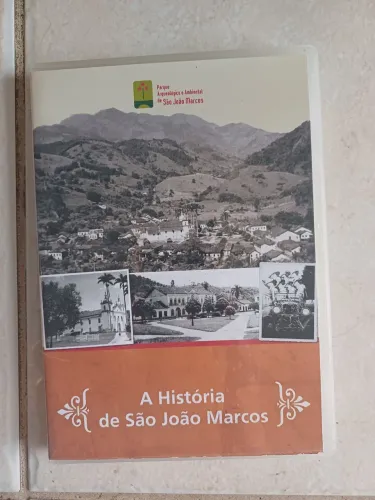 Parque
Arqueológico e Ambiental
de São João Marcos
A História
de São João Marcos